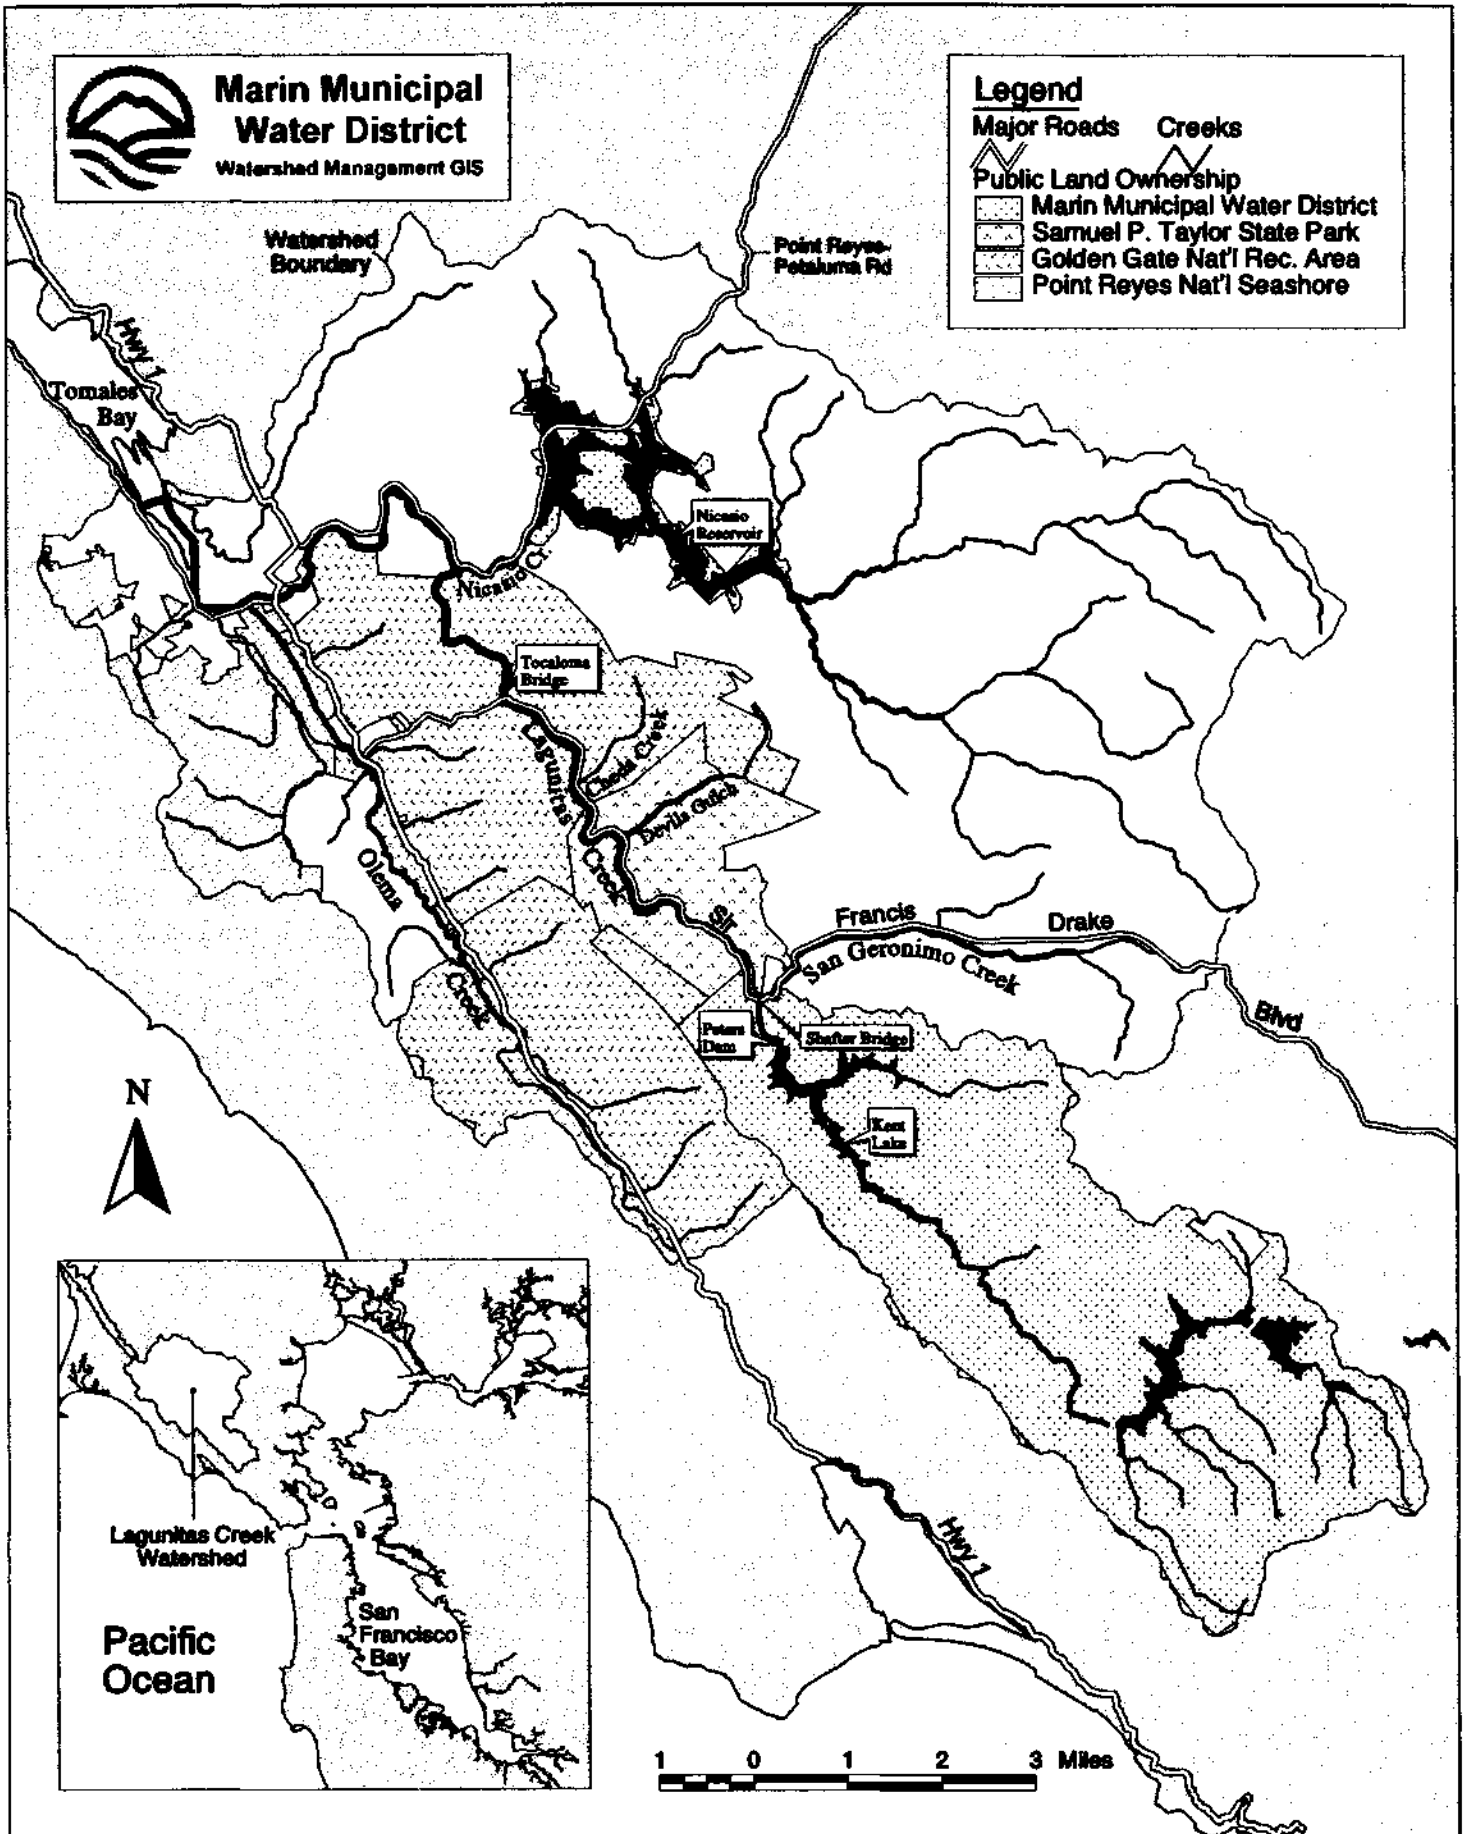 Marin Municipal
Water District
Watershed Management GIS
Legend
Major Roads Creeks
Public Land Ownership
Marin Municipal Water District
Samuel P. Taylor State Park
Golden Gate Nat'l Rec. Area
Point Reyes Nat'l Seashore
Watershed
Boundary
Point Reyes-
Petaluma Rd
Hwy 1
Tomales
Bay
Nicasio
Reservoir
Nicasio Cr.
Tocaloma
Bridge
Lagunitas
Creek
Cheda Creek
Devils Gulch
Olema
Creek
Sir
Francis
Drake
Blvd
San Geronimo Creek
Peters
Dam
Shafter Bridge
Kent
Lake
N
Lagunitas Creek
Watershed
Pacific
Ocean
San
Francisco
Bay
Hwy 1
1 0 1 2 3 Miles